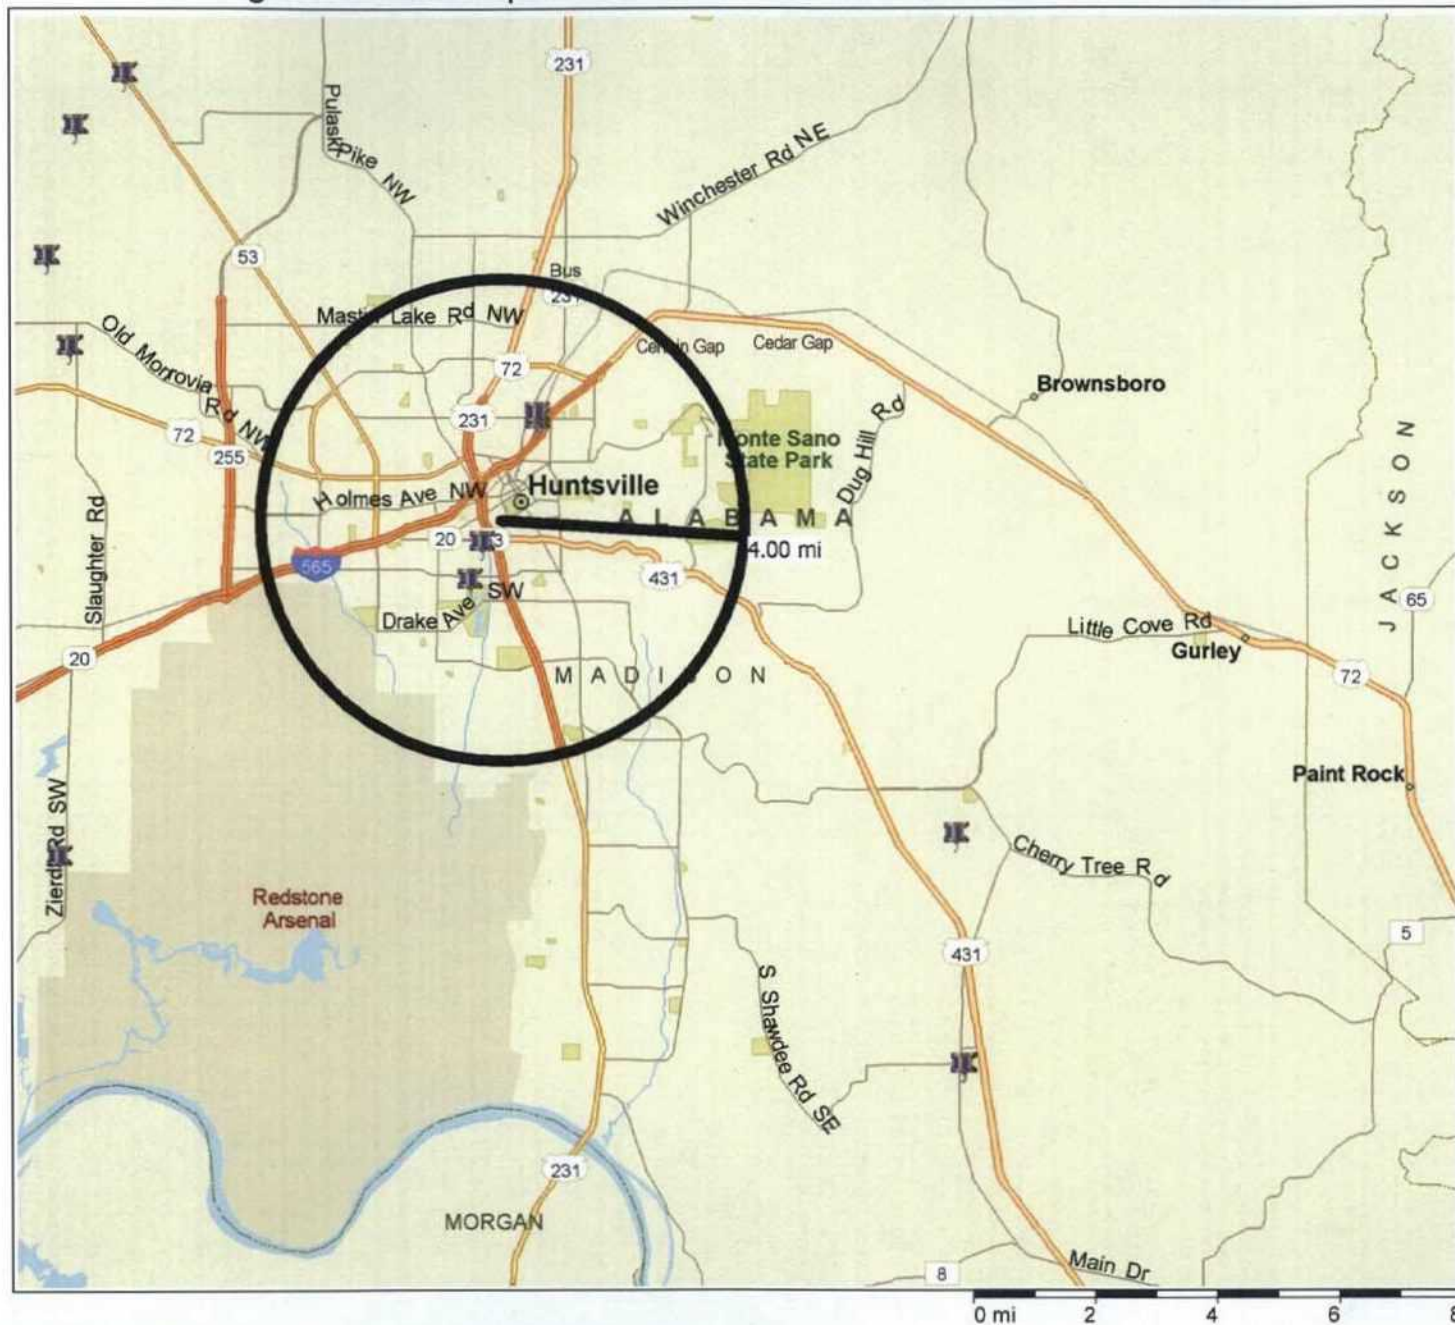 231
Pulaski Pike NW
Winchester Rd NE
53
Bus
231
Mastin Lake Rd NW
Old Monrovia Rd NW
Cedar Gap
72
Brownsboro
231
72
255
Monte Sano
State Park
Dug Hill Rd
JACKSON
Holmes Ave NW
Huntsville
ALABAMA
Slaughter Rd
20
4.00 mi
565
431
65
Drake Ave SW
Little Cove Rd
Gurley
20
MADISON
72
Paint Rock
Zierdt Rd SW
Cherry Tree Rd
Redstone
Arsenal
5
431
S Shawdee Rd SE
231
MORGAN
Main Dr
8
0 mi 2 4 6 8